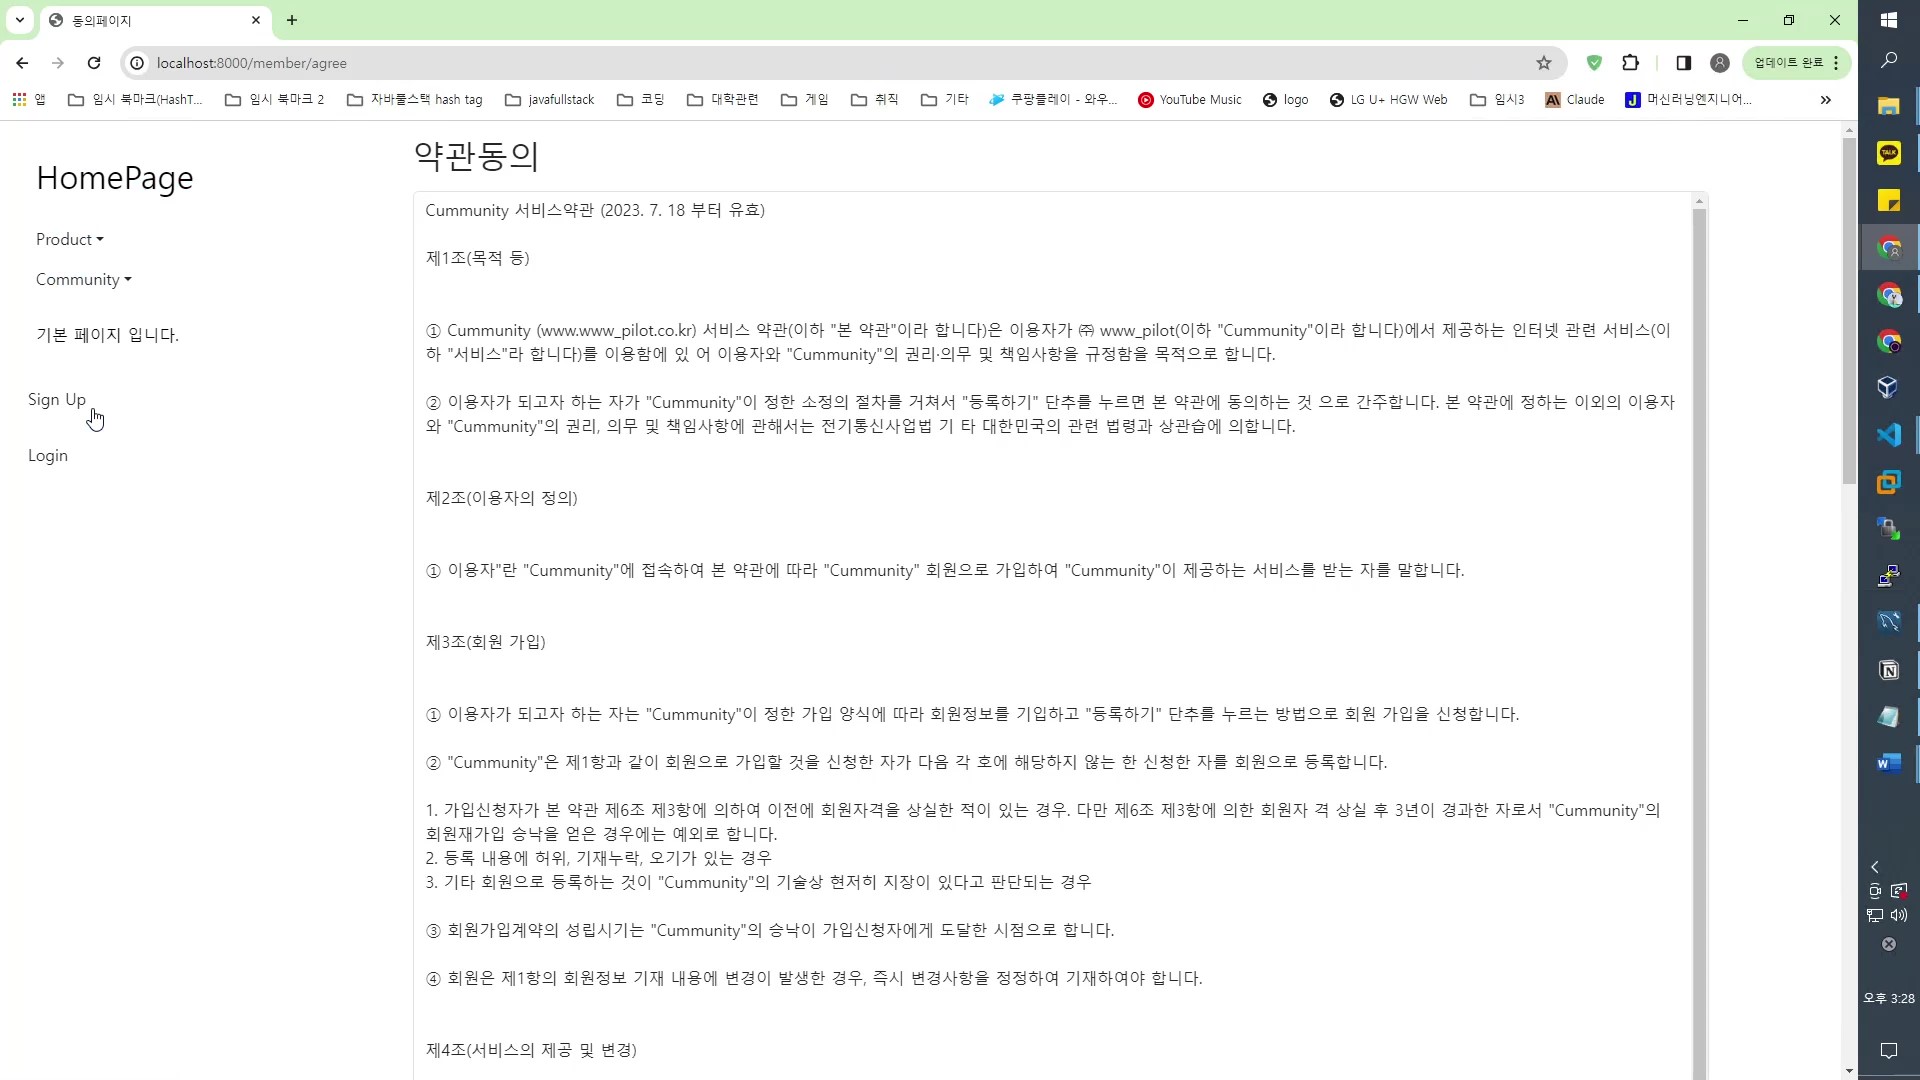 동의페이지
localhost:8000/member/agree
업데이트 완료
앱
임시 북마크(HashT...
임시 북마크 2
자바풀스택 hash tag
javafullstack
코딩
대학관련
게임
취직
기타
쿠팡플레이 - 와우...
YouTube Music
logo
LG U+ HGW Web
임시3
Claude
머신러닝엔지니어...
HomePage
Product
Community
기본 페이지 입니다.
Sign Up
Login
약관동의
Cummunity 서비스약관 (2023. 7. 18 부터 유효)
제1조(목적 등)
① Cummunity (www.www_pilot.co.kr) 서비스 약관(이하 "본 약관"이라 합니다)은 이용자가 ㈜ www_pilot(이하 "Cummunity"이라 합니다)에서 제공하는 인터넷 관련 서비스(이
하 "서비스"라 합니다)를 이용함에 있 어 이용자와 "Cummunity"의 권리·의무 및 책임사항을 규정함을 목적으로 합니다.
② 이용자가 되고자 하는 자가 "Cummunity"이 정한 소정의 절차를 거쳐서 "등록하기" 단추를 누르면 본 약관에 동의하는 것 으로 간주합니다. 본 약관에 정하는 이외의 이용자
와 "Cummunity"의 권리, 의무 및 책임사항에 관해서는 전기통신사업법 기 타 대한민국의 관련 법령과 상관습에 의합니다.
제2조(이용자의 정의)
① 이용자"란 "Cummunity"에 접속하여 본 약관에 따라 "Cummunity" 회원으로 가입하여 "Cummunity"이 제공하는 서비스를 받는 자를 말합니다.
제3조(회원 가입)
① 이용자가 되고자 하는 자는 "Cummunity"이 정한 가입 양식에 따라 회원정보를 기입하고 "등록하기" 단추를 누르는 방법으로 회원 가입을 신청합니다.
② "Cummunity"은 제1항과 같이 회원으로 가입할 것을 신청한 자가 다음 각 호에 해당하지 않는 한 신청한 자를 회원으로 등록합니다.
1. 가입신청자가 본 약관 제6조 제3항에 의하여 이전에 회원자격을 상실한 적이 있는 경우. 다만 제6조 제3항에 의한 회원자 격 상실 후 3년이 경과한 자로서 "Cummunity"의
회원재가입 승낙을 얻은 경우에는 예외로 합니다.
2. 등록 내용에 허위, 기재누락, 오기가 있는 경우
3. 기타 회원으로 등록하는 것이 "Cummunity"의 기술상 현저히 지장이 있다고 판단되는 경우
③ 회원가입계약의 성립시기는 "Cummunity"의 승낙이 가입신청자에게 도달한 시점으로 합니다.
④ 회원은 제1항의 회원정보 기재 내용에 변경이 발생한 경우, 즉시 변경사항을 정정하여 기재하여야 합니다.
제4조(서비스의 제공 및 변경)
TALK
오후 3:28